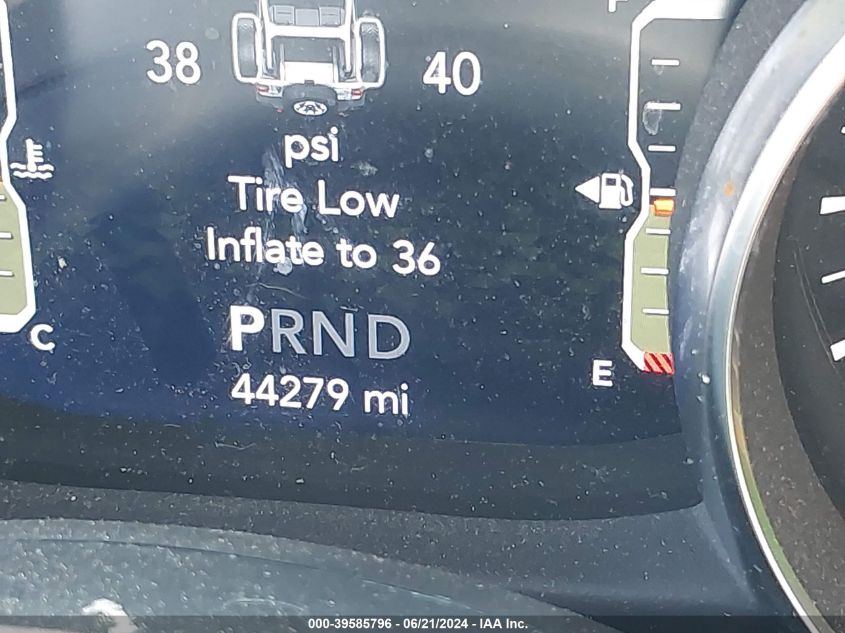 F
38
40
psi
Tire Low
Inflate to 36
PRND
C
E
44279 mi
000-39585796 - 06/21/2024 - IAA Inc.